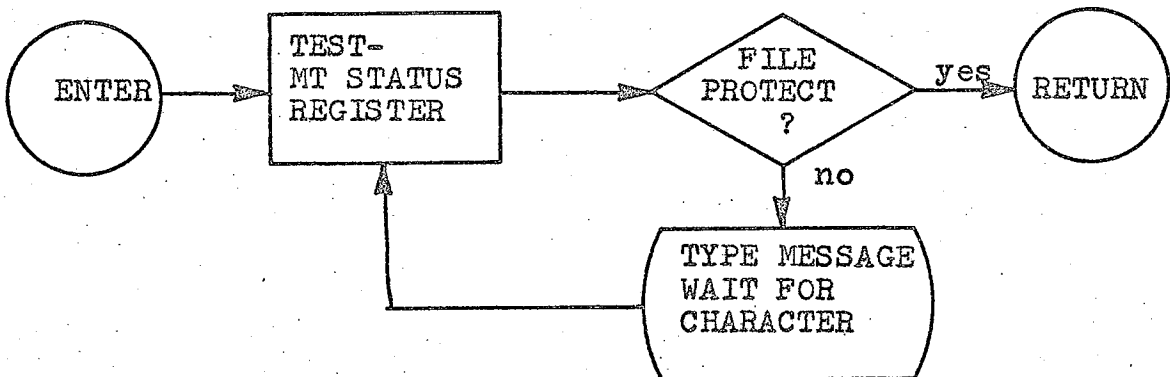 ENTER
TEST-
MT STATUS
REGISTER
FILE
PROTECT
?
yes
RETURN
no
TYPE MESSAGE
WAIT FOR
CHARACTER